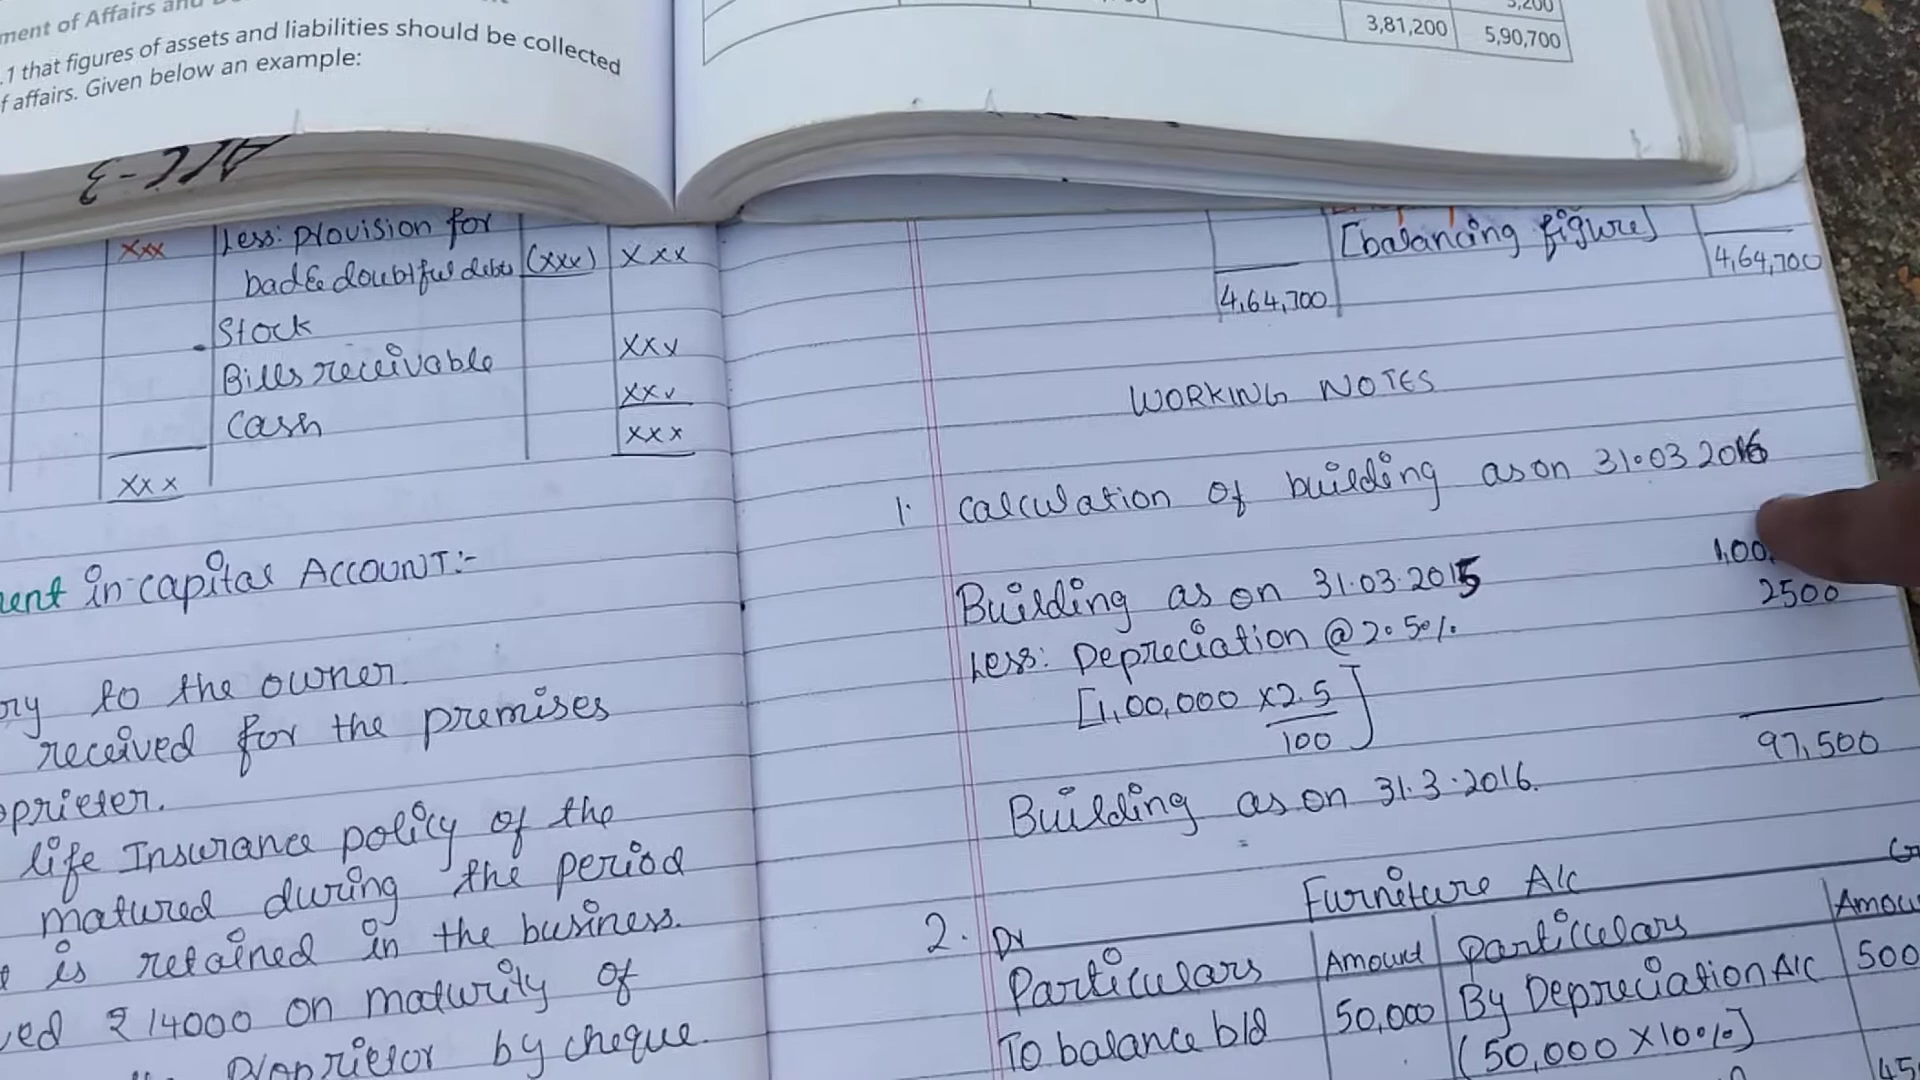 ment of Affairs and
.1 that figures of assets and liabilities should be collected
f affairs. Given below an example:
3,200
3,81,200 5,90,700
ACC-3
xxx Less: provision for
bad & doubtful debts (xxx) xxx
Stock xxx
Bills receivable xxx
Cash xxx
xxx
in capital ACCOUNT:-
to the owner.
received for the premises
life Insurance policy of the
matured during the period
is retained in the business.
₹ 14000 on maturity of
proprietor by cheque.
[balancing figure]
4,64,700 4,64,700
WORKING NOTES
1. Calculation of building as on 31.03 2016
Building as on 31.03.2015 1,00,
Less: Depreciation @ 2.5% 2500
[1,00,000 x 2.5
100]
97,500
Building as on 31.3.2016.
2. Dr Furniture A/c
Particulars Amount Particulars
To balance b/d 50,000 By Depreciation A/c 500
(50,000 x 10%]